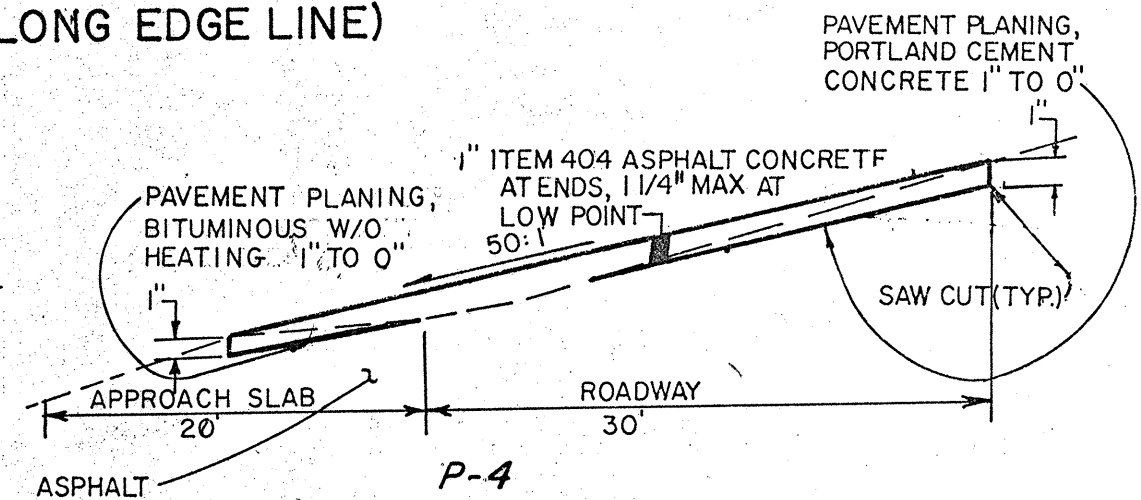 LONG EDGE LINE)
PAVEMENT PLANING,
PORTLAND CEMENT
CONCRETE 1" TO 0"
1"
1" ITEM 404 ASPHALT CONCRETE
AT ENDS, 1 1/4" MAX AT
LOW POINT
50:1
PAVEMENT PLANING,
BITUMINOUS W/O
HEATING 1" TO 0"
1"
SAW CUT (TYP.)
APPROACH SLAB
20'
ROADWAY
30'
ASPHALT
P-4